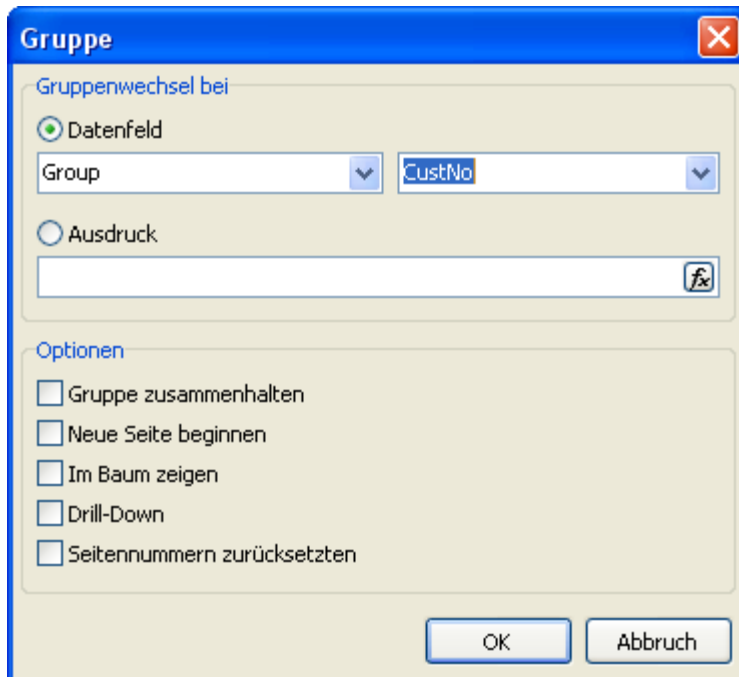 Gruppe
Gruppenwechsel bei
Datenfeld
Group CustNo
Ausdruck
fx
Optionen
Gruppe zusammenhalten
Neue Seite beginnen
Im Baum zeigen
Drill-Down
Seitennummern zurücksetzten
OK Abbruch